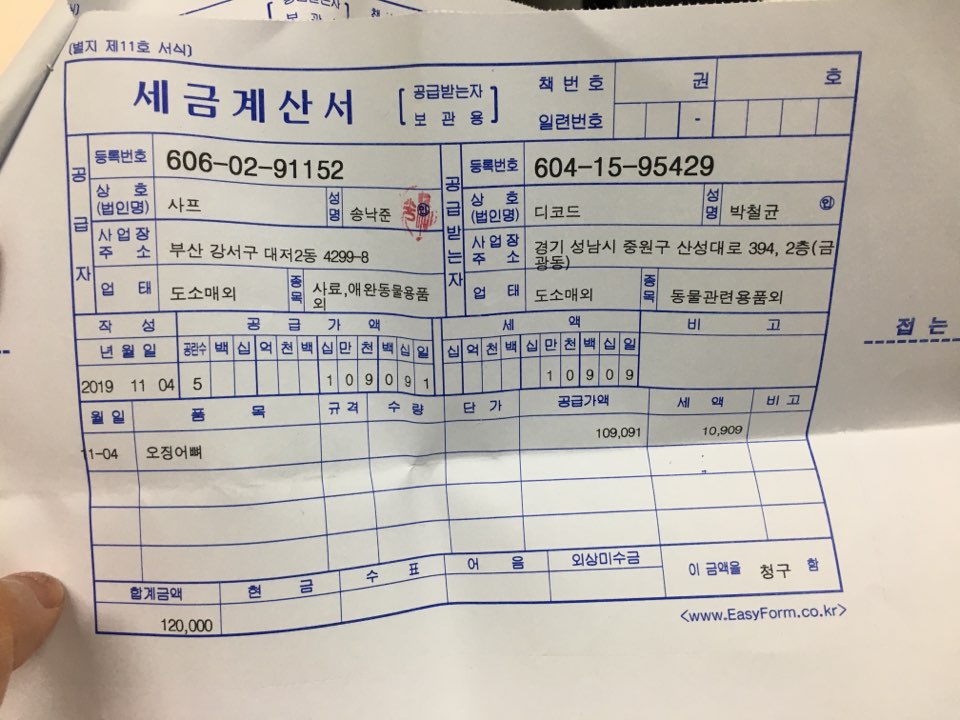 (별지 제11호 서식)
세금계산서
[공급받는자 보관용]
책번호 권 호
일련번호 -
공급자
등록번호 606-02-91152
상호(법인명) 사프 성명 송낙준 인
사업장주소 부산 강서구 대저2동 4299-8
업태 도소매외 종목 사료,애완동물용품외
공급받는자
등록번호 604-15-95429
상호(법인명) 디코드 성명 박철균 인
사업장주소 경기 성남시 중원구 산성대로 394, 2층(금광동)
업태 도소매외 종목 동물관련용품외
작성 공급가액 세액 비고
년월일 공란수 백십억천백십만천백십일 십억천백십만천백십일
2019 11 04 5 109091 10909
월일 품목 규격 수량 단가 공급가액 세액 비고
1-04 오징어뼈 109,091 10,909
합계금액 현금 수표 어음 외상미수금 이 금액을 청구 함
120,000
<www.EasyForm.co.kr>
접는